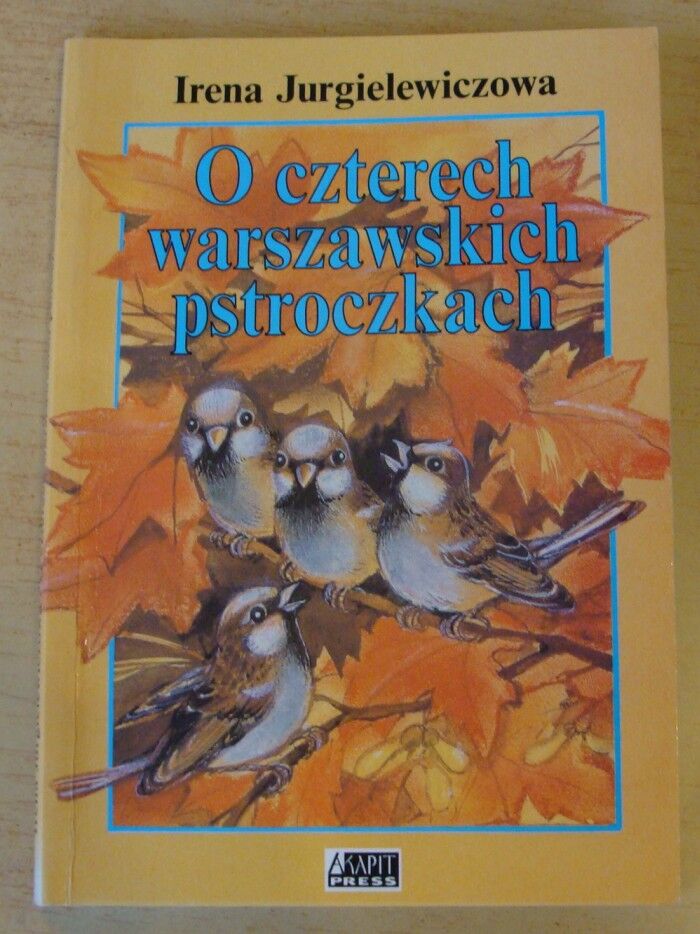 Irena Jurgielewiczowa
O czterech
warszawskich
pstroczkach
AKAPIT
PRESS